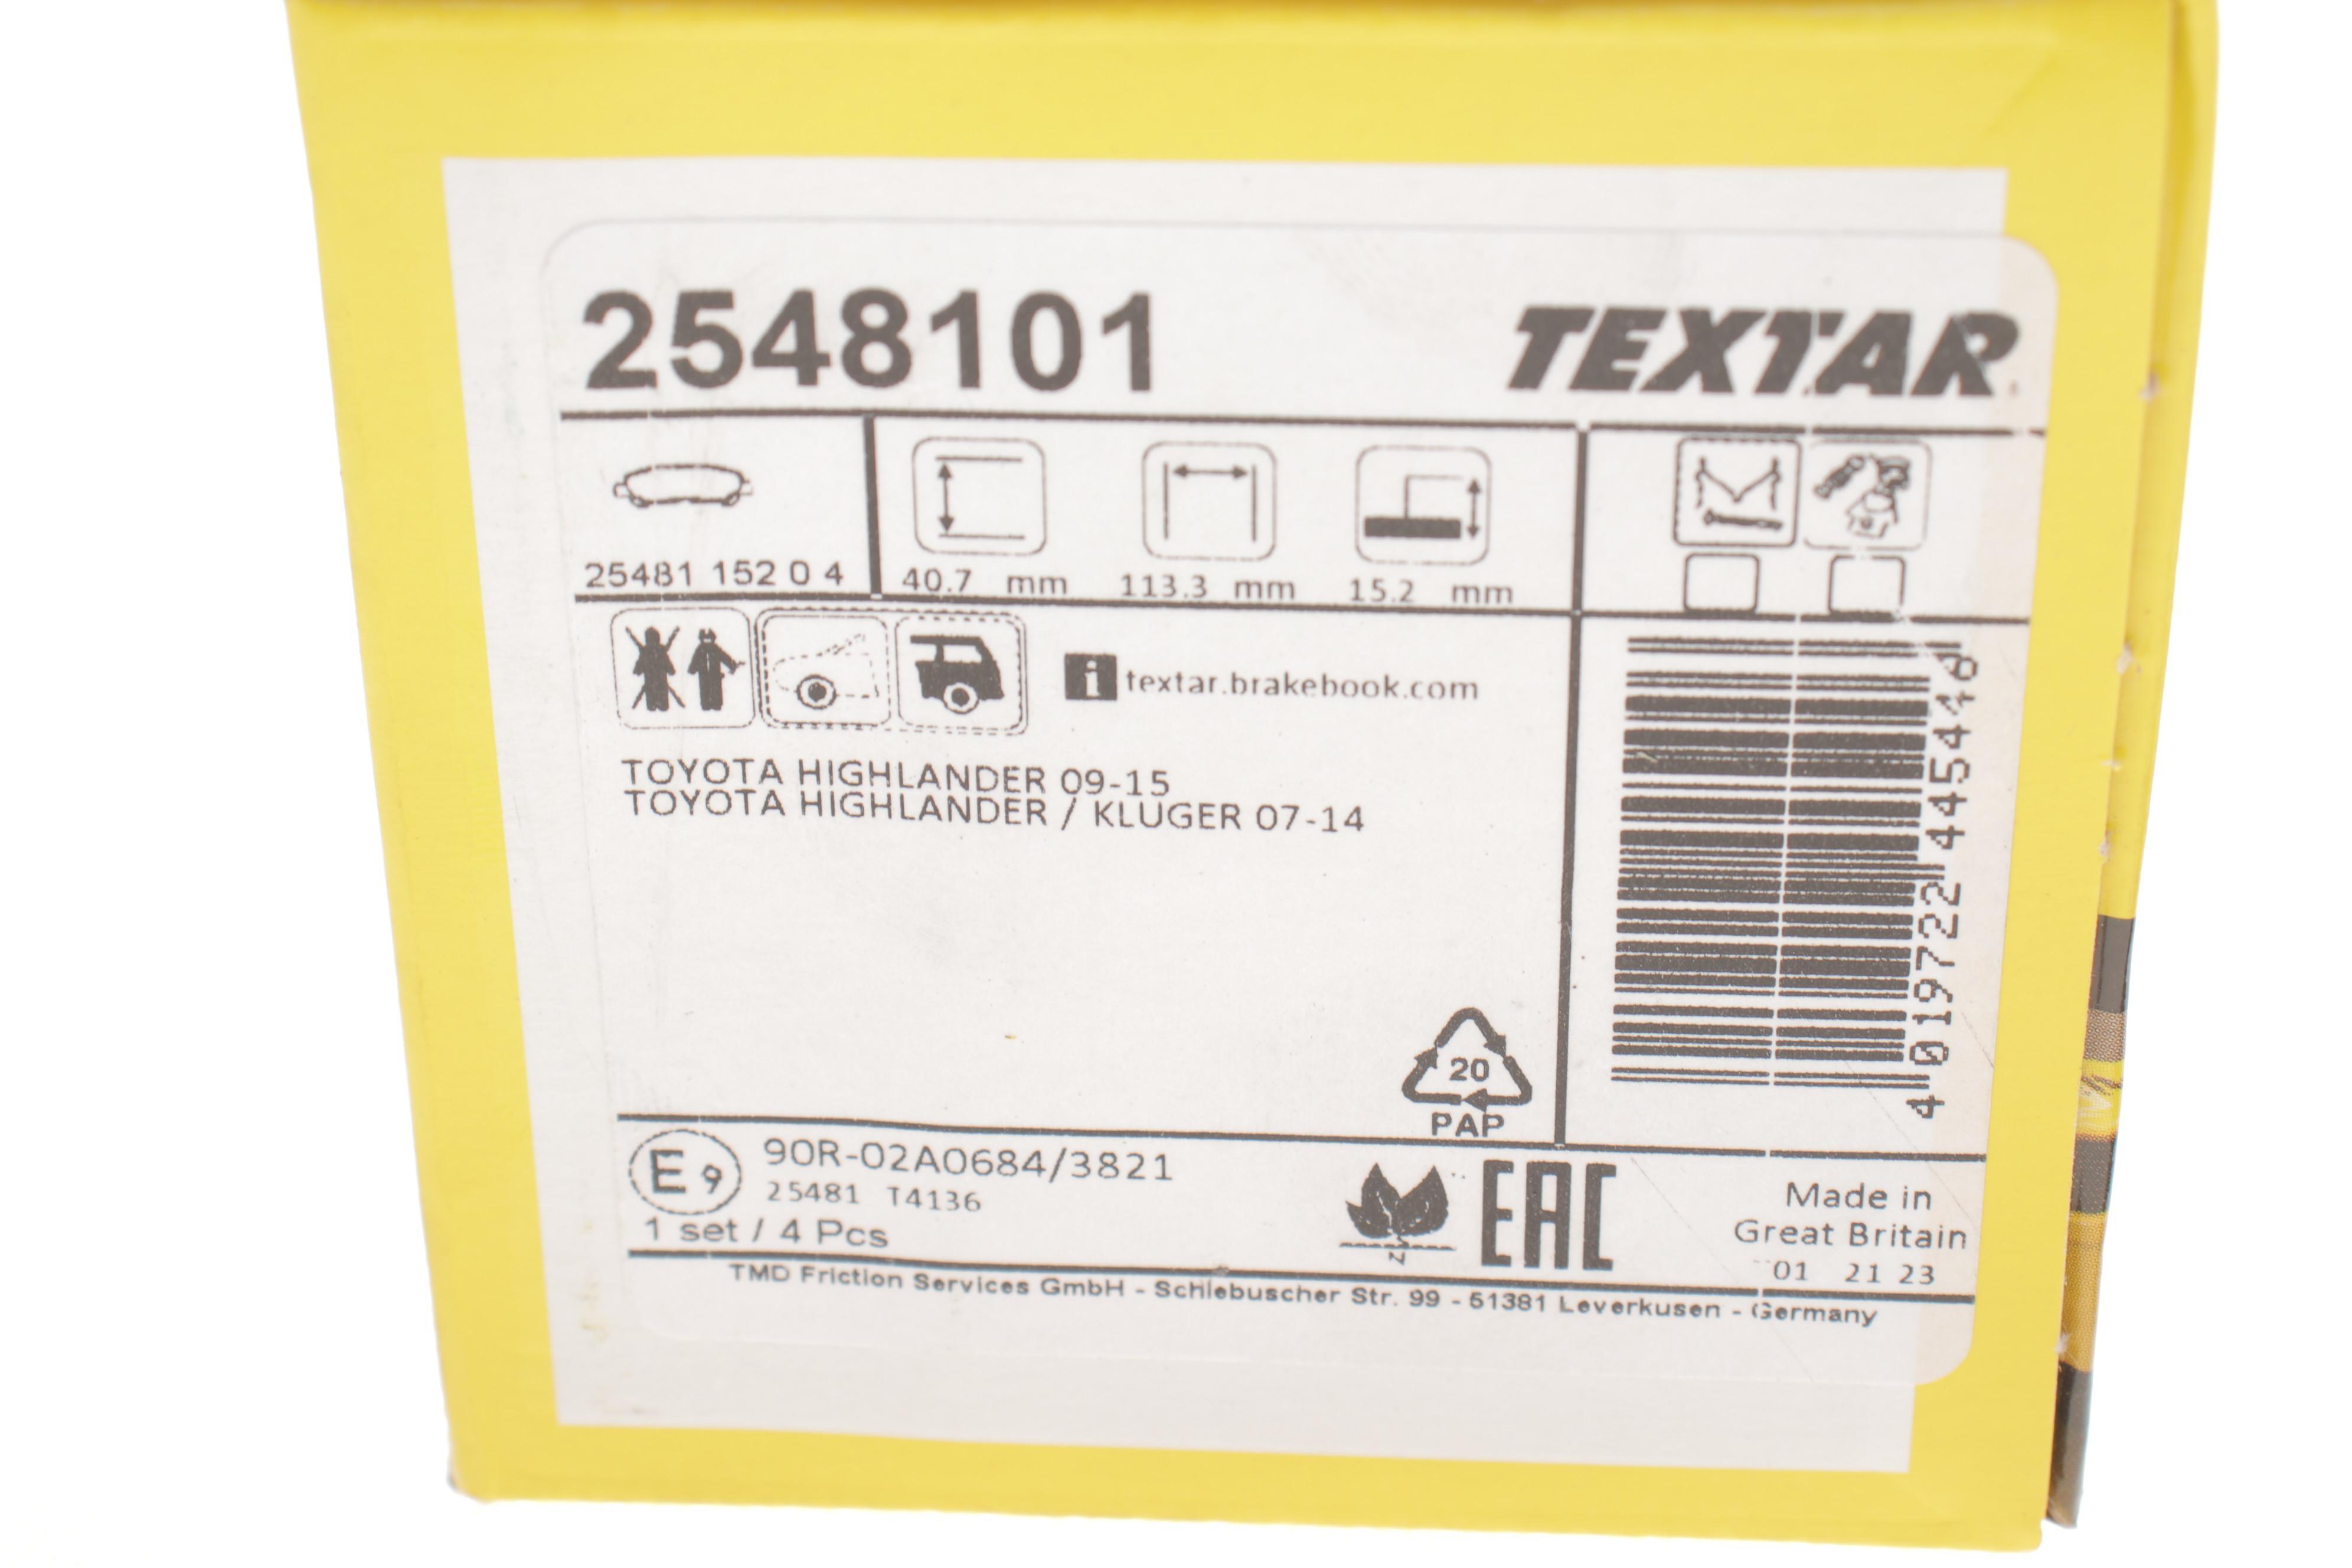 2548101
TEXTAR
25481 152 0 4
40.7 mm 113.3 mm 15.2 mm
i textar.brakebook.com
TOYOTA HIGHLANDER 09-15
TOYOTA HIGHLANDER / KLUGER 07-14
4 019722 445446
20
PAP
E9 90R-02A0684/3821
25481 T4136
1 set / 4 Pcs
EAC
Made in
Great Britain
01 21 23
TMD Friction Services GmbH - Schlebuscher Str. 99 - 51381 Leverkusen - Germany